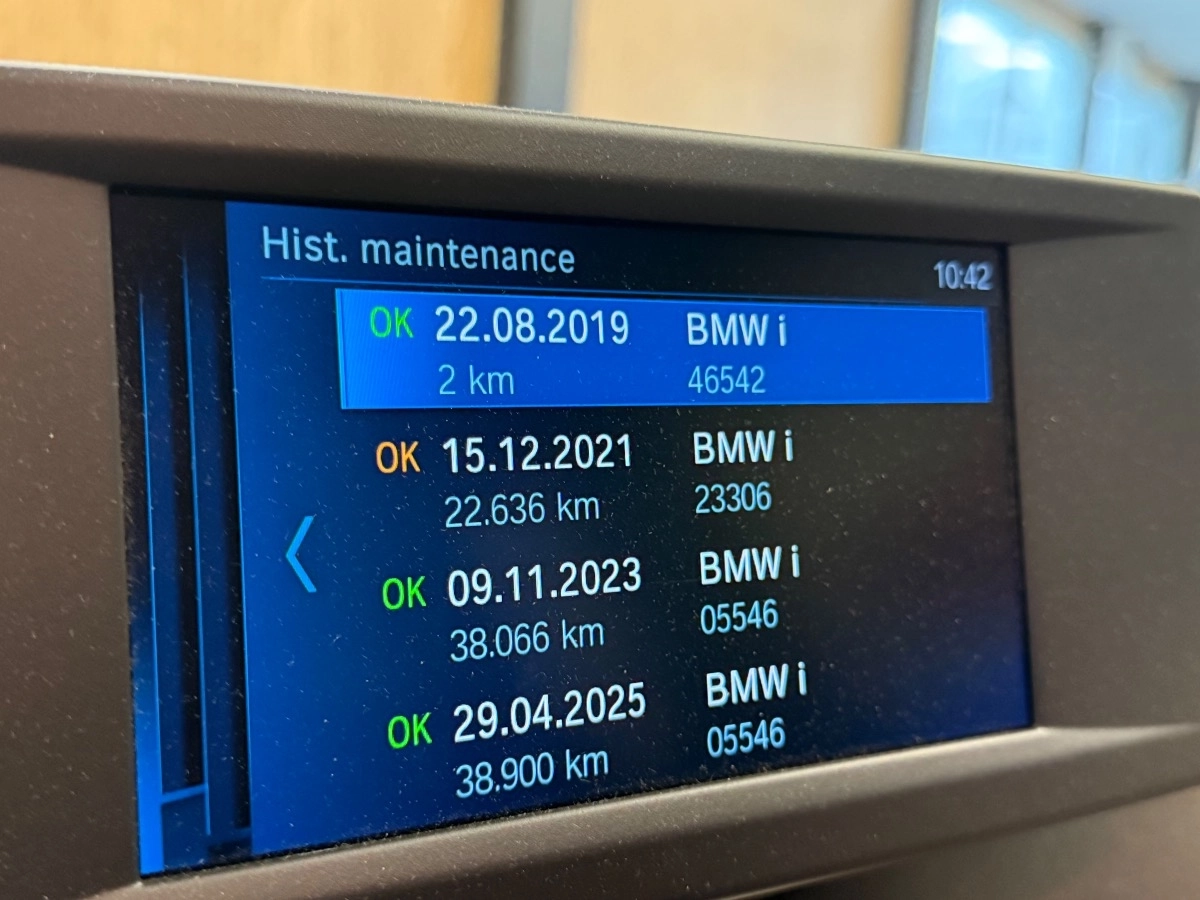 Hist. maintenance
10:42
OK 22.08.2019 BMW i
2 km 46542
OK 15.12.2021 BMW i
22.636 km 23306
OK 09.11.2023 BMW i
38.066 km 05546
OK 29.04.2025 BMW i
38.900 km 05546